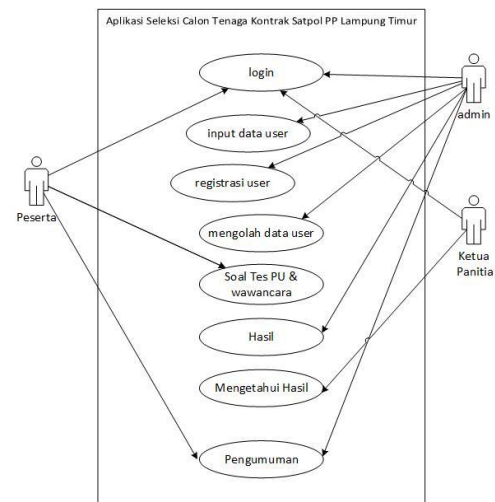 Aplikasi Seleksi Calon Tenaga Kontrak Satpol PP Lampung Timur
login
admin
input data user
registrasi user
Peserta
mengolah data user
Ketua
Panitia
Soal Tes PU &
wawancara
Hasil
Mengetahui Hasil
Pengumuman